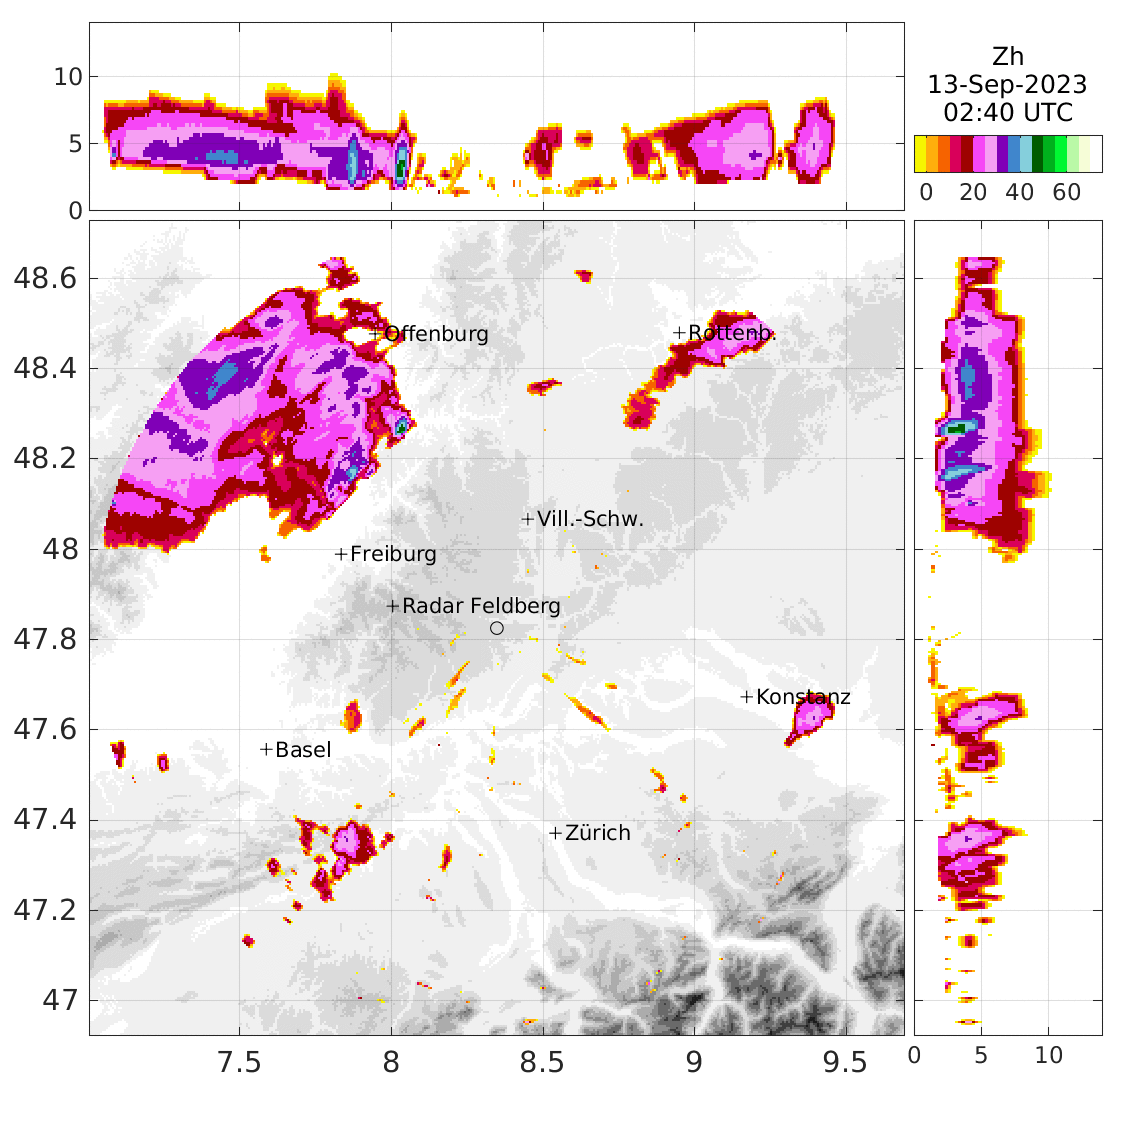 Zh
13-Sep-2023
02:40 UTC
0 20 40 60
10
5
0
48.6
48.4
48.2
48
47.8
47.6
47.4
47.2
47
Offenburg
Rottenb.
Vill.-Schw.
Freiburg
Radar Feldberg
Konstanz
Basel
Zürich
7.5 8 8.5 9 9.5
0 5 10